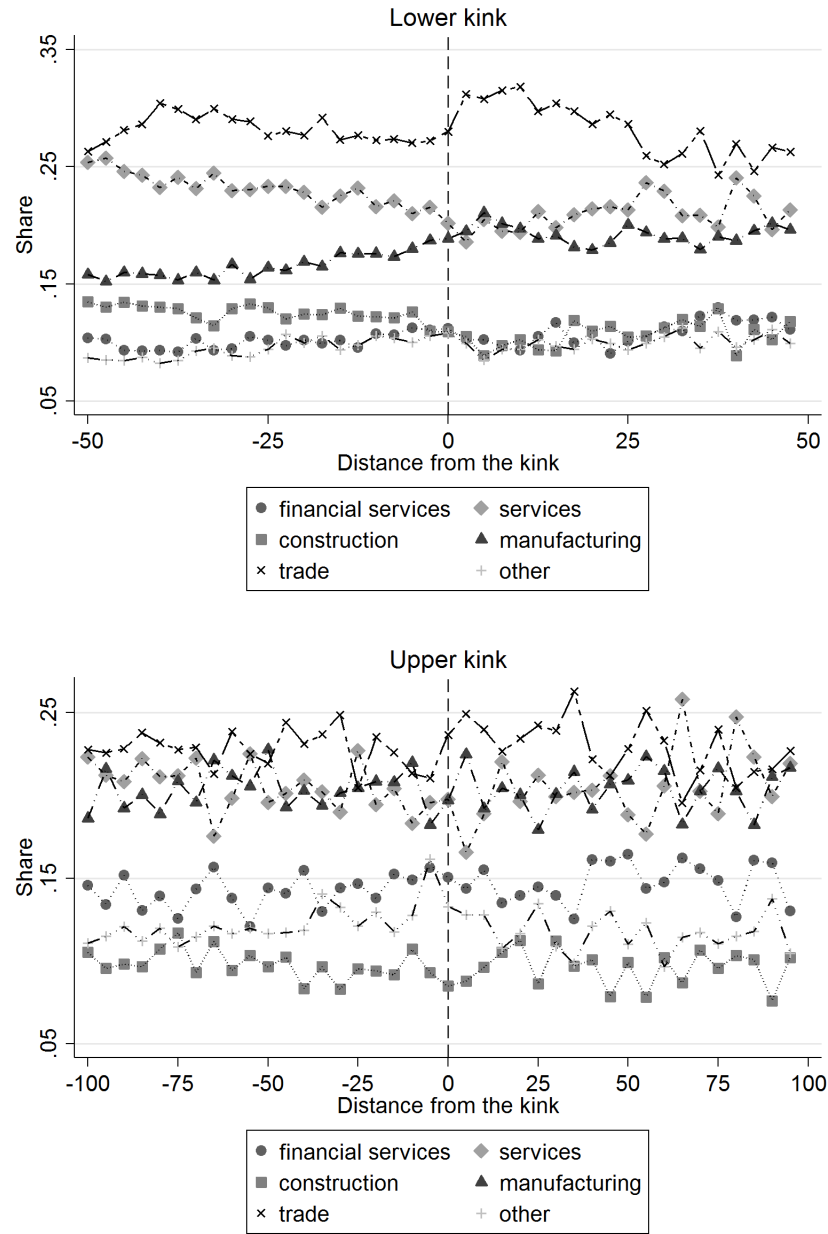 Lower kink
.35
.25
.15
.05
Share
-50 -25 0 25 50
Distance from the kink
financial services services
construction manufacturing
trade other
Upper kink
.25
.15
.05
Share
-100 -75 -50 -25 0 25 50 75 100
Distance from the kink
financial services services
construction manufacturing
trade other